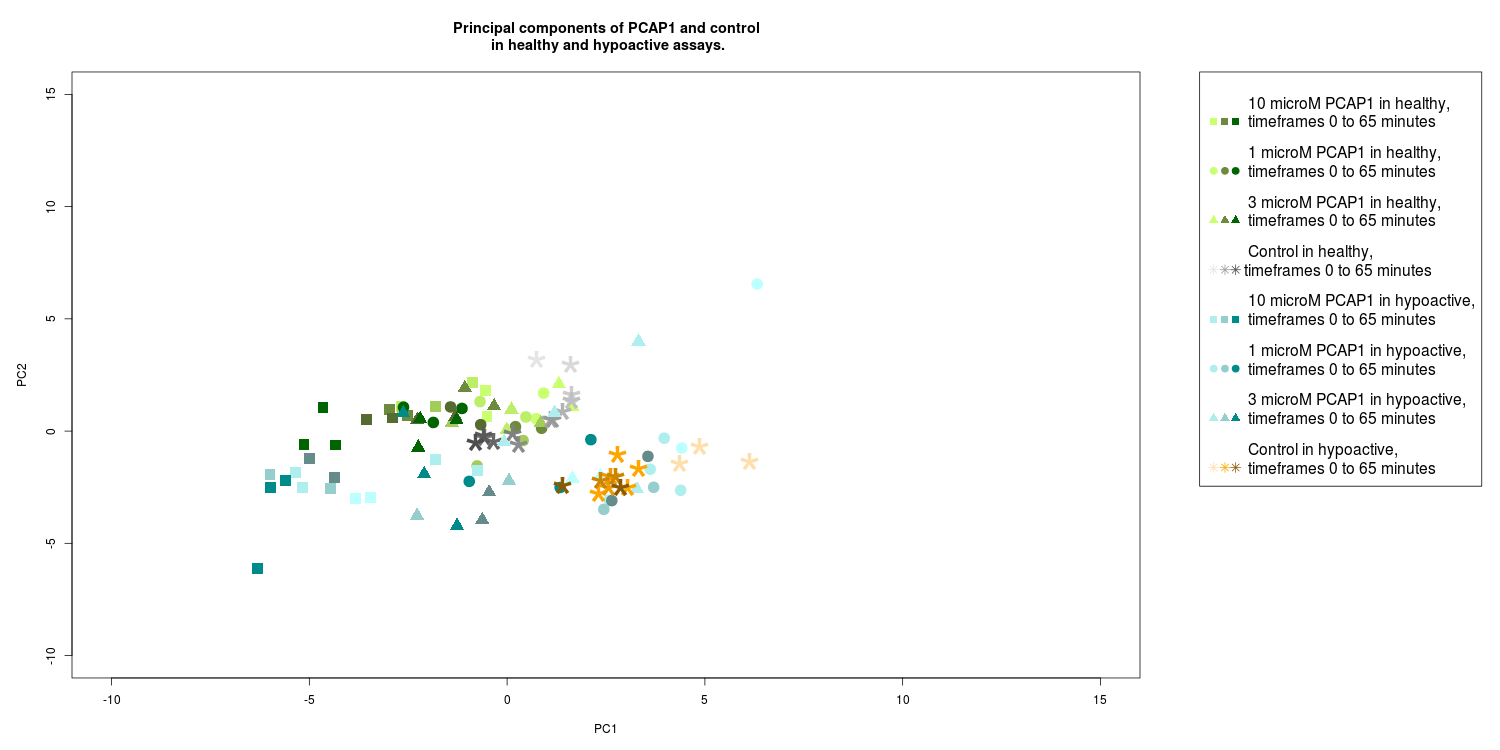 Principal components of PCAP1 and control
in healthy and hypoactive assays.
15
10
5
0
-5
-10
PC2
-10
-5
0
5
10
15
PC1
10 microM PCAP1 in healthy,
timeframes 0 to 65 minutes
1 microM PCAP1 in healthy,
timeframes 0 to 65 minutes
3 microM PCAP1 in healthy,
timeframes 0 to 65 minutes
Control in healthy,
timeframes 0 to 65 minutes
10 microM PCAP1 in hypoactive,
timeframes 0 to 65 minutes
1 microM PCAP1 in hypoactive,
timeframes 0 to 65 minutes
3 microM PCAP1 in hypoactive,
timeframes 0 to 65 minutes
Control in hypoactive,
timeframes 0 to 65 minutes